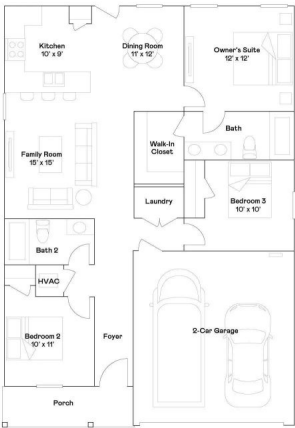 Kitchen
10' x 9'
Dining Room
11' x 12'
Owner's Suite
12' x 12'
Bath
Walk-In
Closet
Family Room
15' x 15'
Laundry
Bedroom 3
10' x 10'
Bath 2
HVAC
Bedroom 2
10' x 11'
Foyer
2-Car Garage
Porch